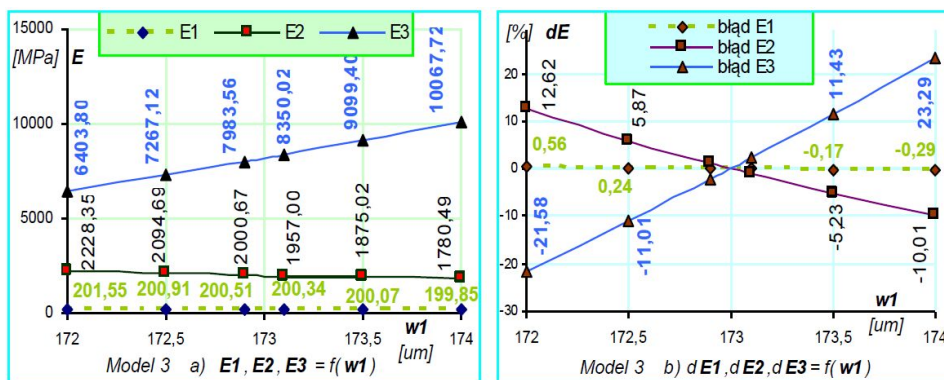 15000
[MPa] E
E1 E2 E3
6403,80 7267,12 7983,56 8350,02 9099,40 10067,72
10000
5000
2228,35 2094,69 2000,67 1957,00 1875,02 1780,49
201,55 200,91 200,51 200,34 200,07 199,85
0
w1
172 172,5 173 173,5 174
[um]
Model 3 a) E1, E2, E3 = f( w1)
[%] dE
błąd E1
błąd E2
błąd E3
20
12,62 5,87 11,43 23,29
10
0,56 0,24 -0,17 -0,29
0
-10
-21,58 -11,01 -5,23 -10,01
-20
w1
-30
172 172,5 173 173,5 174
[um]
Model 3 b) d E1, d E2, d E3 = f( w1)